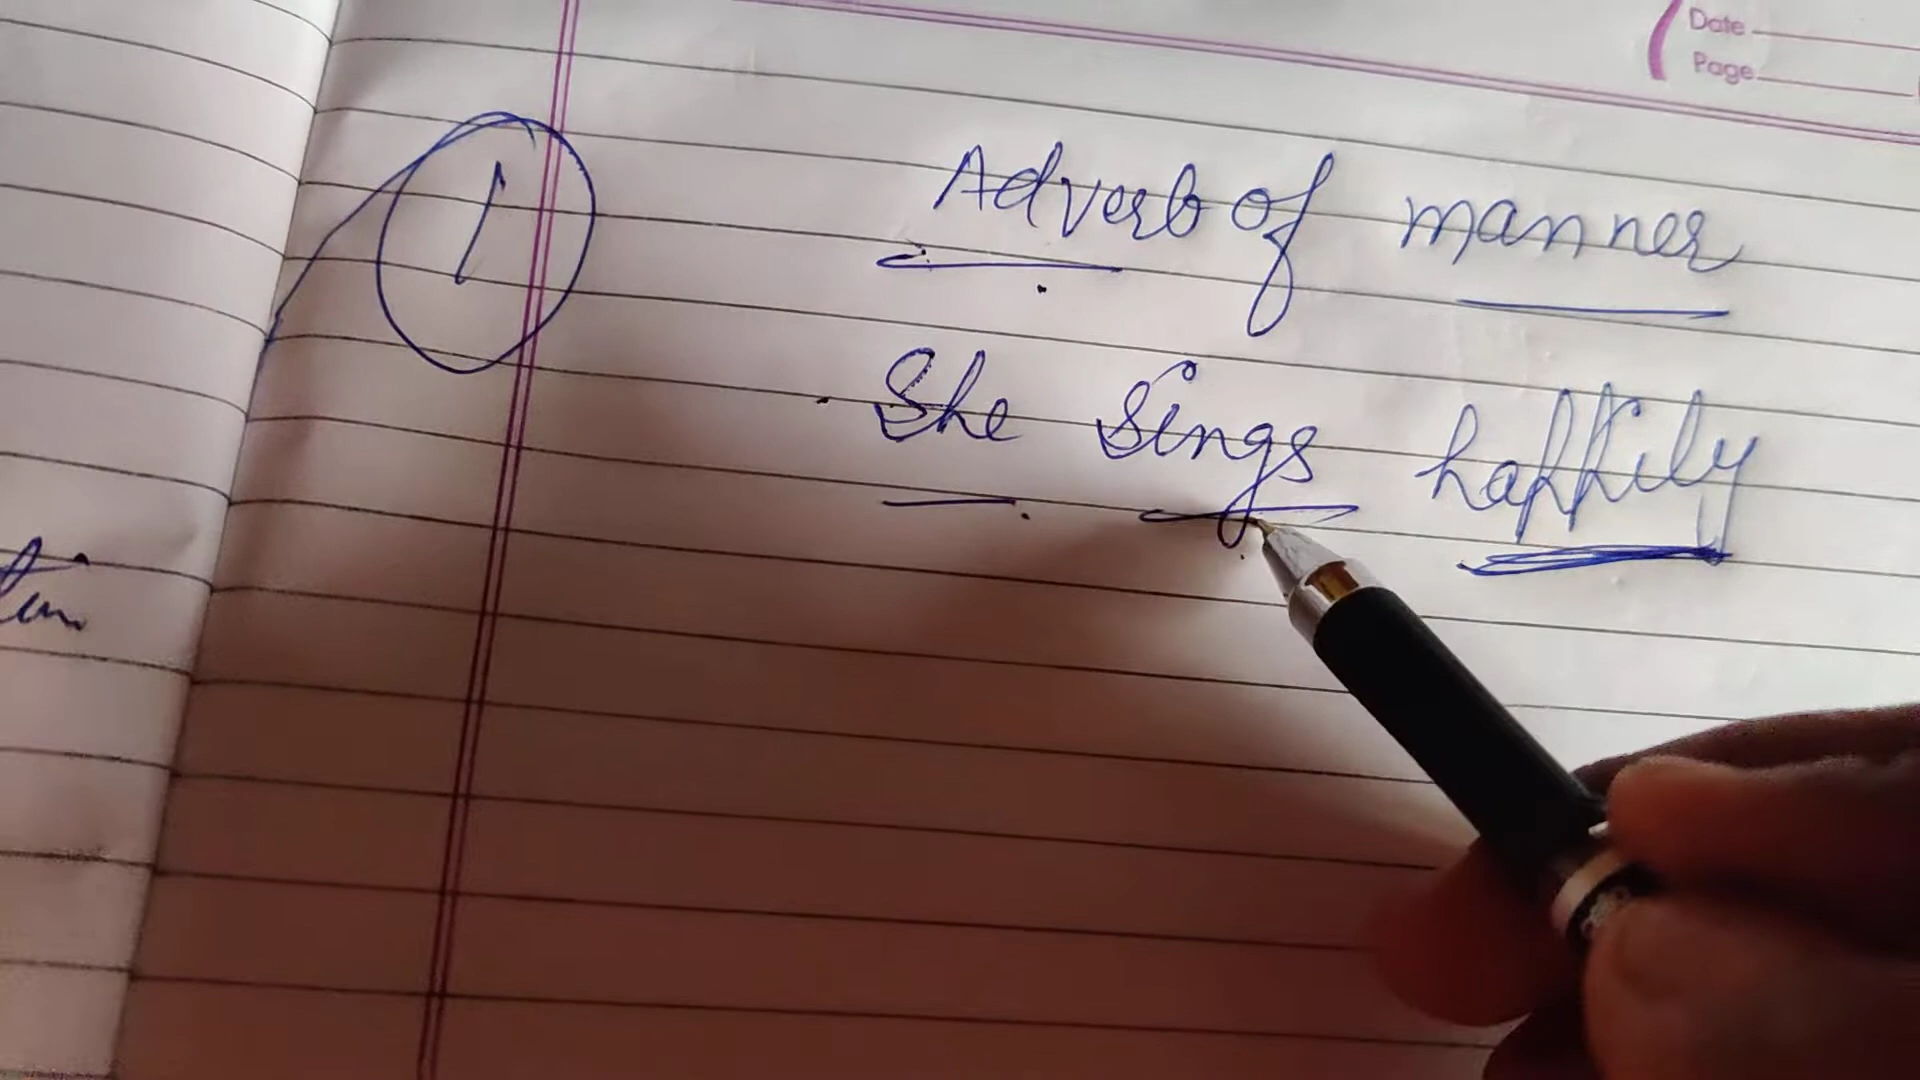 Date
Page
1
Adverb of manner
She Sings happily